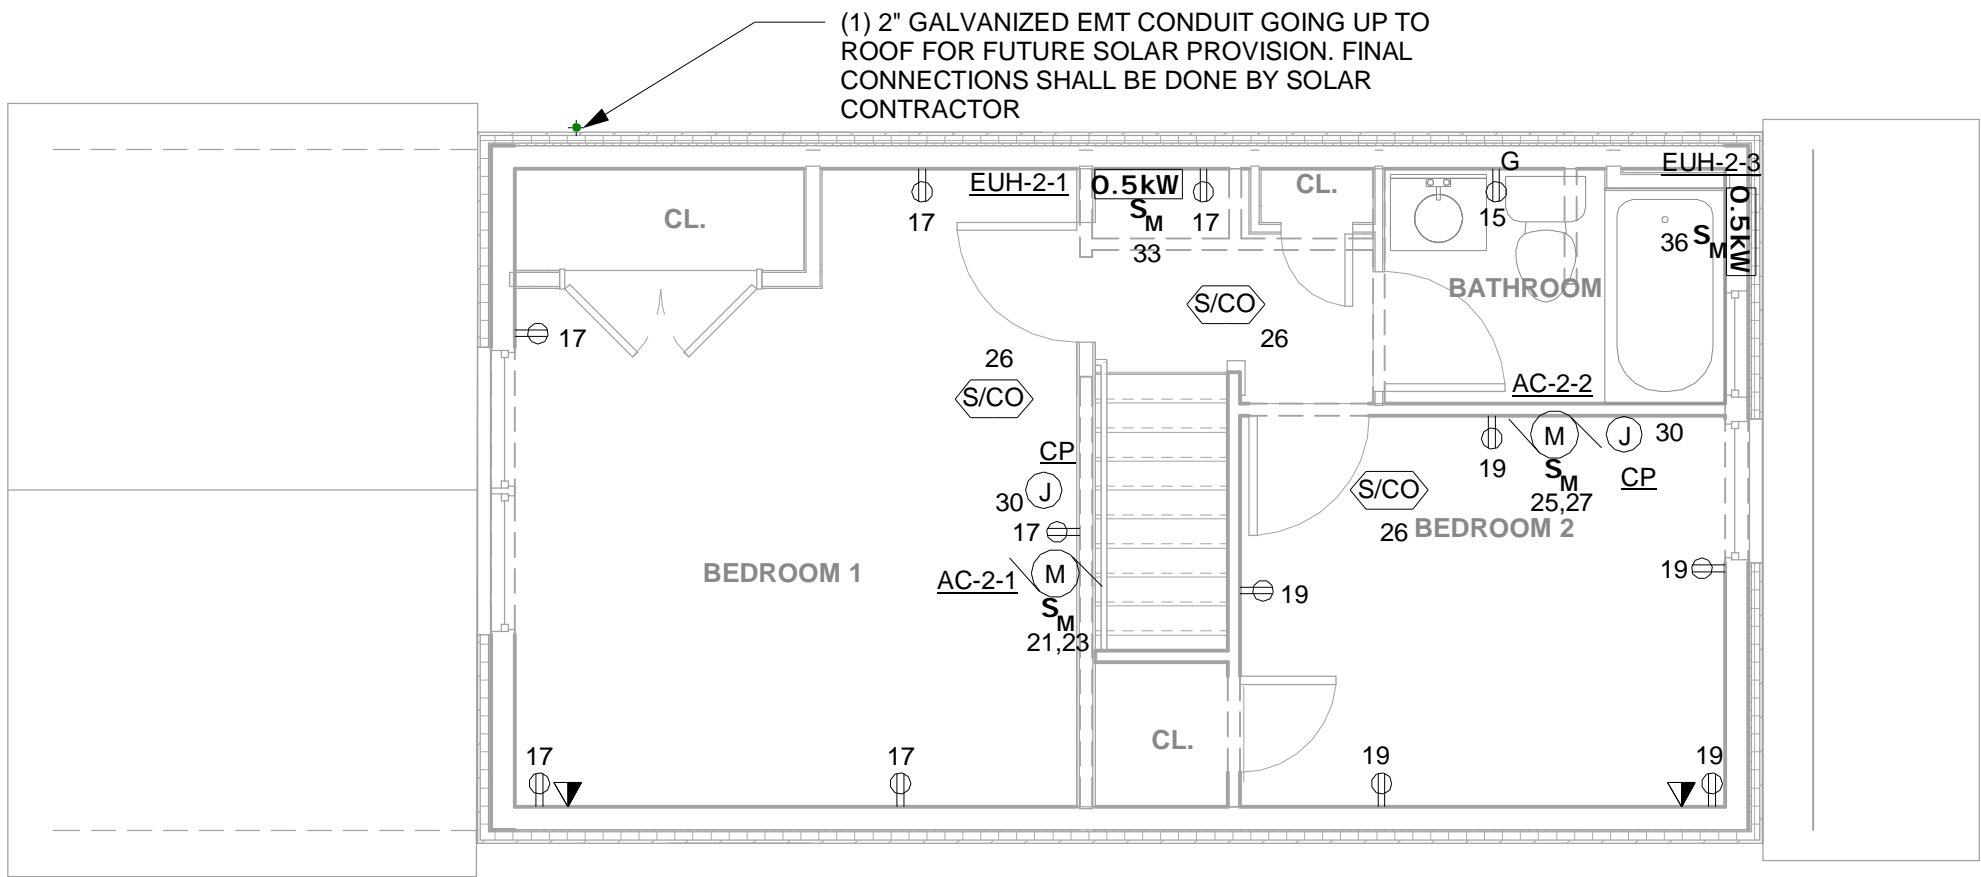 (1) 2" GALVANIZED EMT CONDUIT GOING UP TO
ROOF FOR FUTURE SOLAR PROVISION. FINAL
CONNECTIONS SHALL BE DONE BY SOLAR
CONTRACTOR
CL.
17
EUH-2-1
0.5kW
S
M
33
17
CL.
G
15
EUH-2-3
0.5kW
36
S
M
BATHROOM
17
S/CO
26
26
S/CO
AC-2-2
CP
30
J
17
M
AC-2-1
S
M
21,23
BEDROOM 1
19
M
J
30
S
M
25,27
CP
S/CO
26
BEDROOM 2
19
19
CL.
17
17
19
19